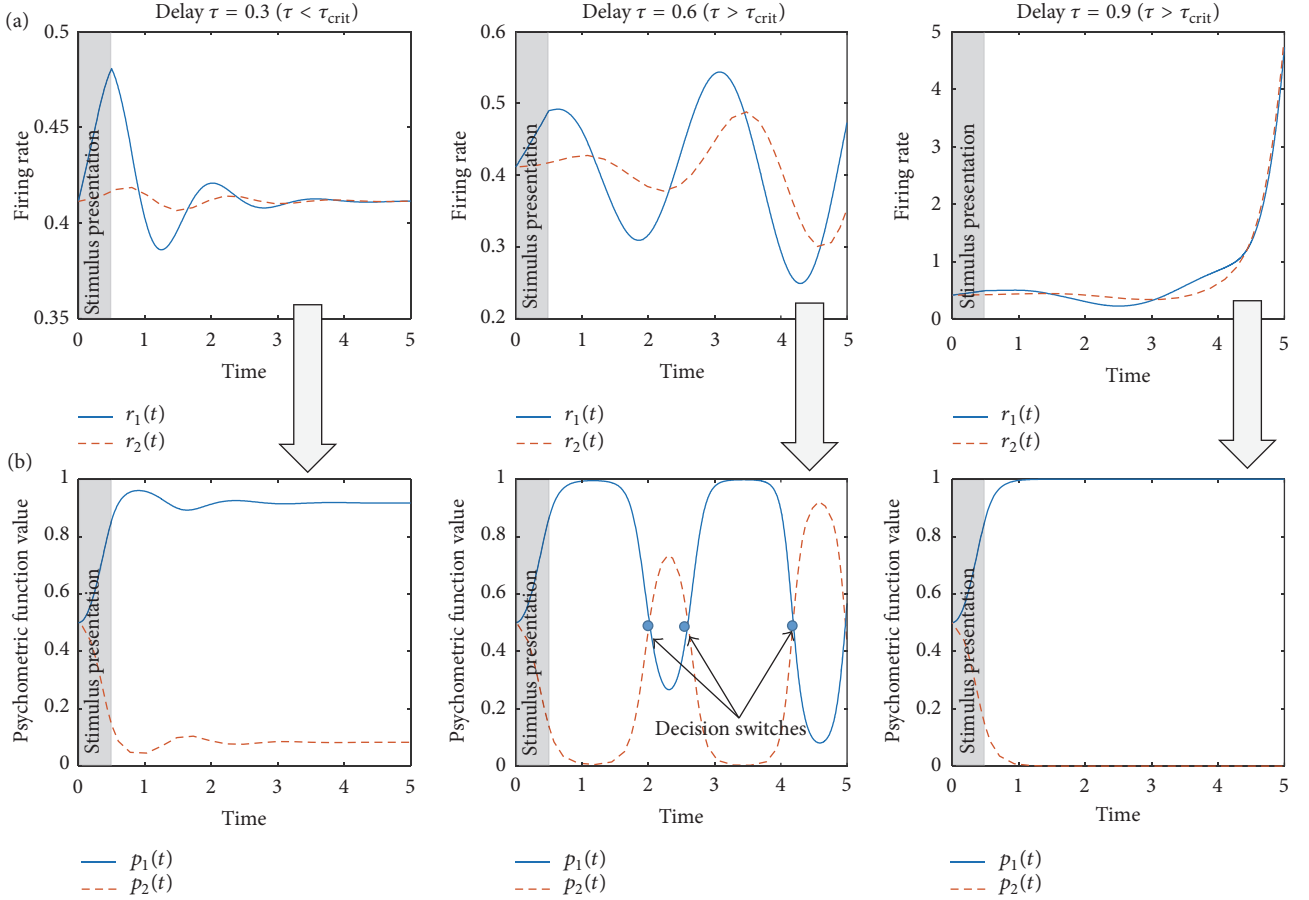 (a)
Delay τ = 0.3 (τ < τcrit)
Delay τ = 0.6 (τ > τcrit)
Delay τ = 0.9 (τ > τcrit)
Firing rate
0.5
0.45
0.4
0.35
Stimulus presentation
0 1 2 3 4 5
Time
r1(t)
r2(t)
Firing rate
0.6
0.5
0.4
0.3
0.2
Stimulus presentation
0 1 2 3 4 5
Time
r1(t)
r2(t)
Firing rate
5
4
3
2
1
0
Stimulus presentation
0 1 2 3 4 5
Time
r1(t)
r2(t)
(b)
Psychometric function value
1
0.8
0.6
0.4
0.2
0
Stimulus presentation
0 1 2 3 4 5
Time
p1(t)
p2(t)
Psychometric function value
1
0.8
0.6
0.4
0.2
0
Stimulus presentation
Decision switches
0 1 2 3 4 5
Time
p1(t)
p2(t)
Psychometric function value
1
0.8
0.6
0.4
0.2
0
Stimulus presentation
0 1 2 3 4 5
Time
p1(t)
p2(t)